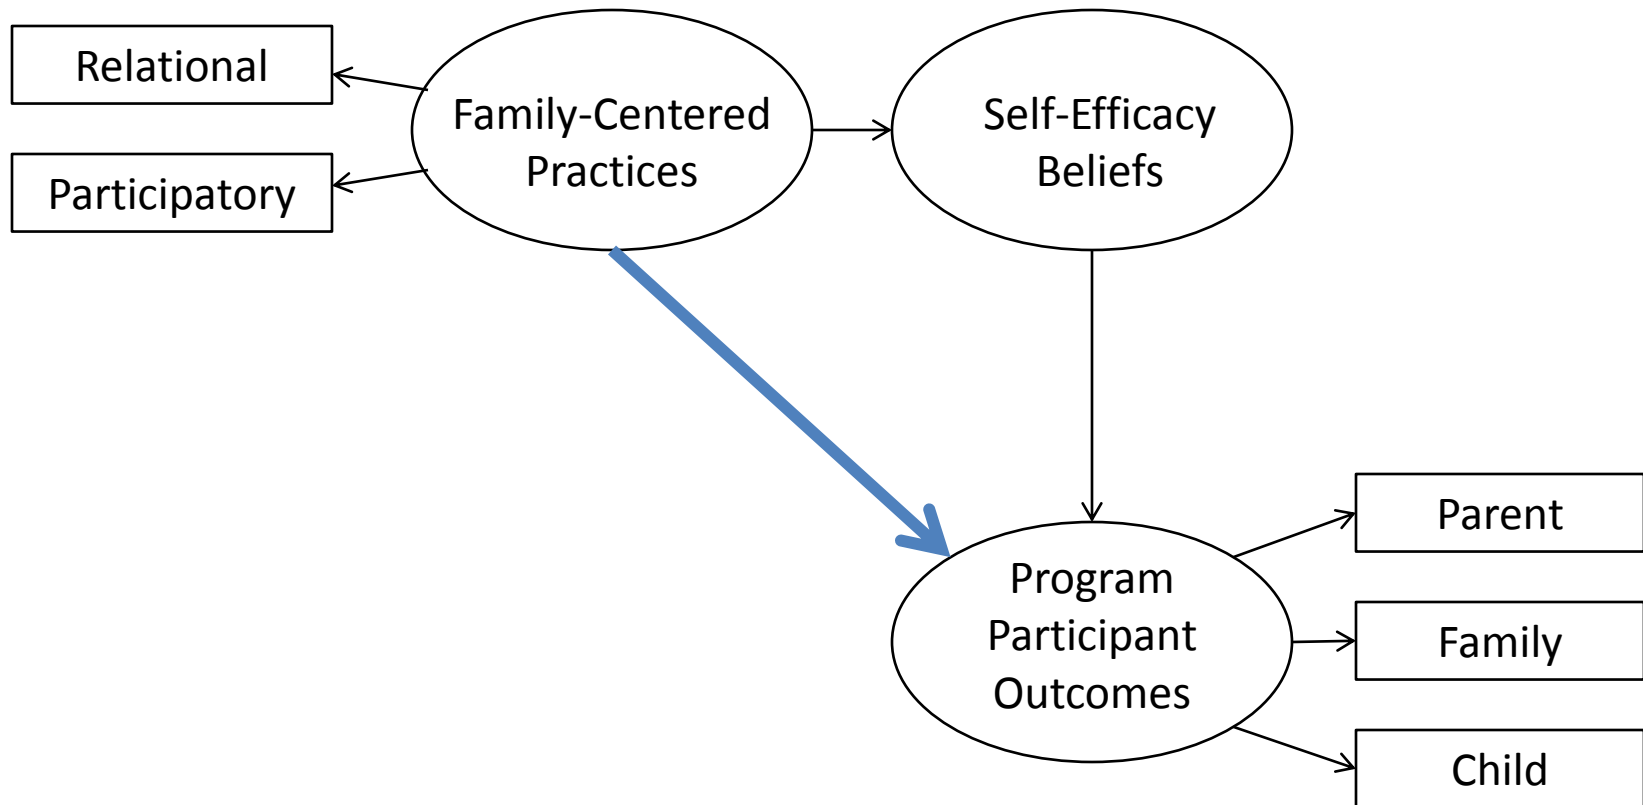 Relational
Participatory
Family-Centered
Practices
Self-Efficacy
Beliefs
Program
Participant
Outcomes
Parent
Family
Child